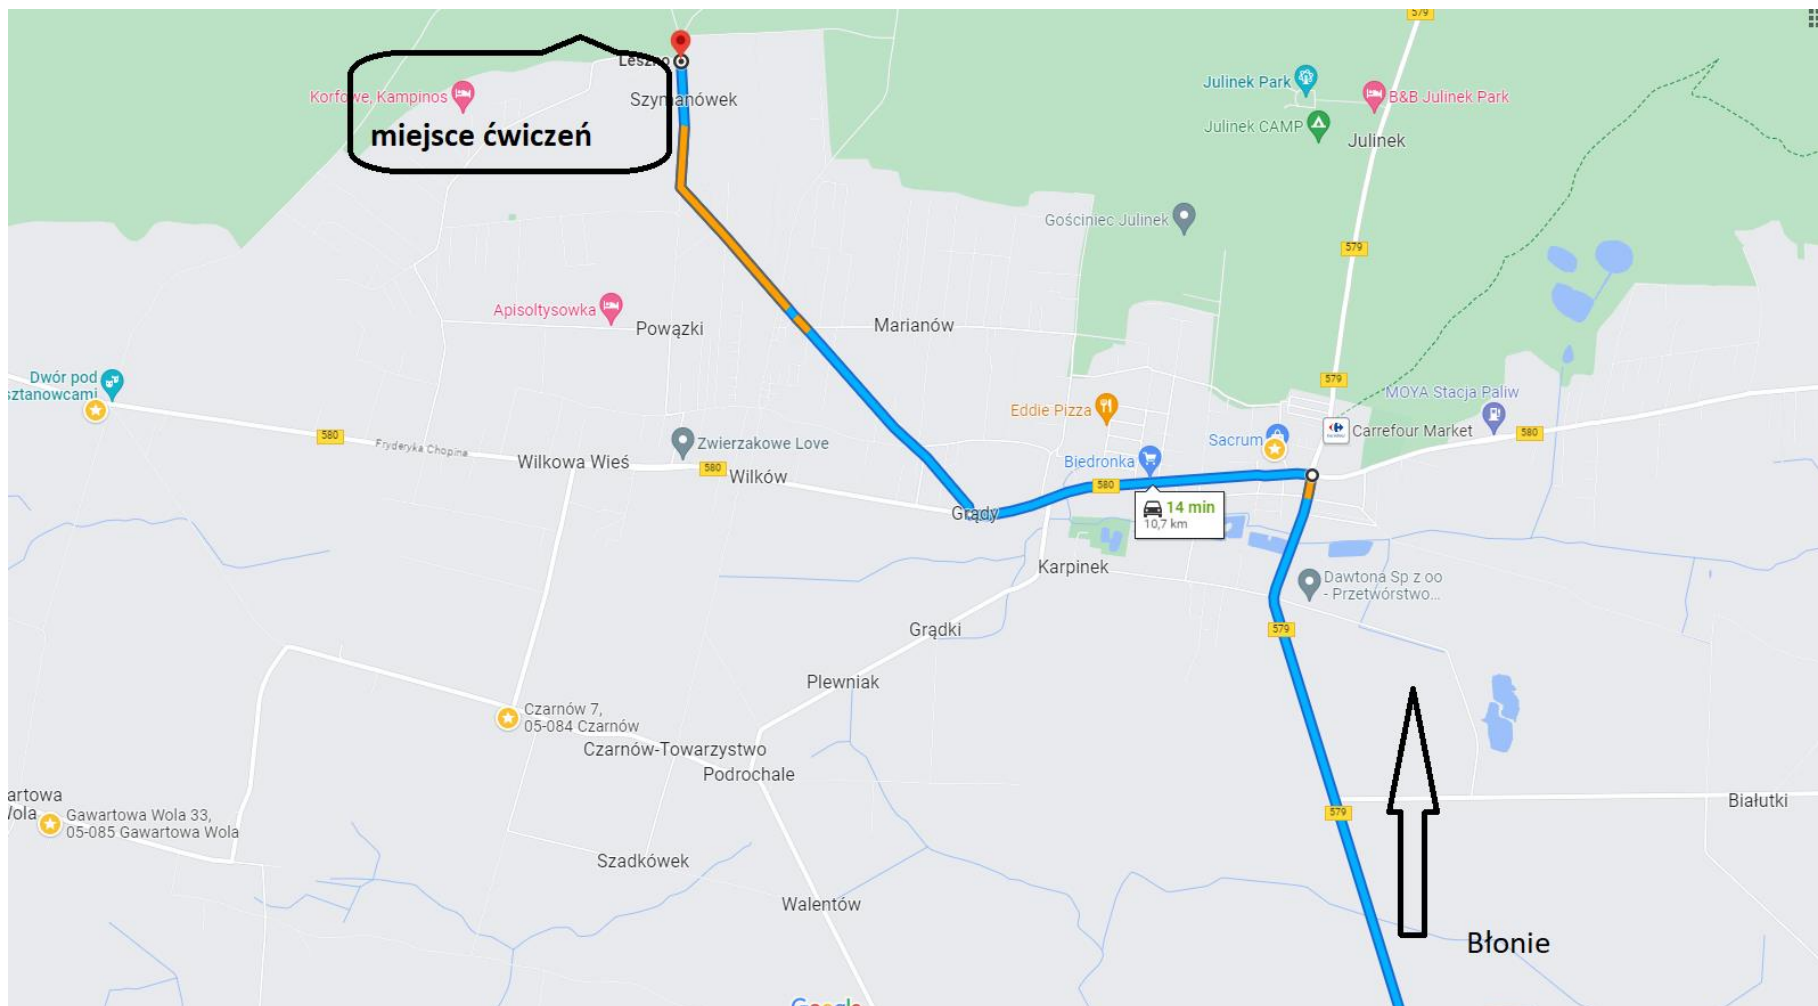 579
Leszno
Szymanówek
Korfowe, Kampinos
miejsce ćwiczeń
Julinek Park
B&B Julinek Park
Julinek CAMP
Julinek
Gościniec Julinek
579
Apisoltysowka
Powązki
Marianów
Dwór pod
sztanowcami
579
MOYA Stacja Paliw
Eddie Pizza
Carrefour Market
580
580
Fryderyka Chopina
Zwierzakowe Love
Sacrum
Wilkowa Wieś
580
Wilków
Biedronka
580
Grądy
14 min
10,7 km
Karpinek
Dawtona Sp z oo
- Przetwórstwo...
Grądki
579
Plewniak
Czarnów 7,
05-084 Czarnów
Czarnów-Towarzystwo
Podrochale
artowa
Wola
Gawartowa Wola 33,
05-085 Gawartowa Wola
579
Białutki
Szadkówek
Walentów
Błonie
Google